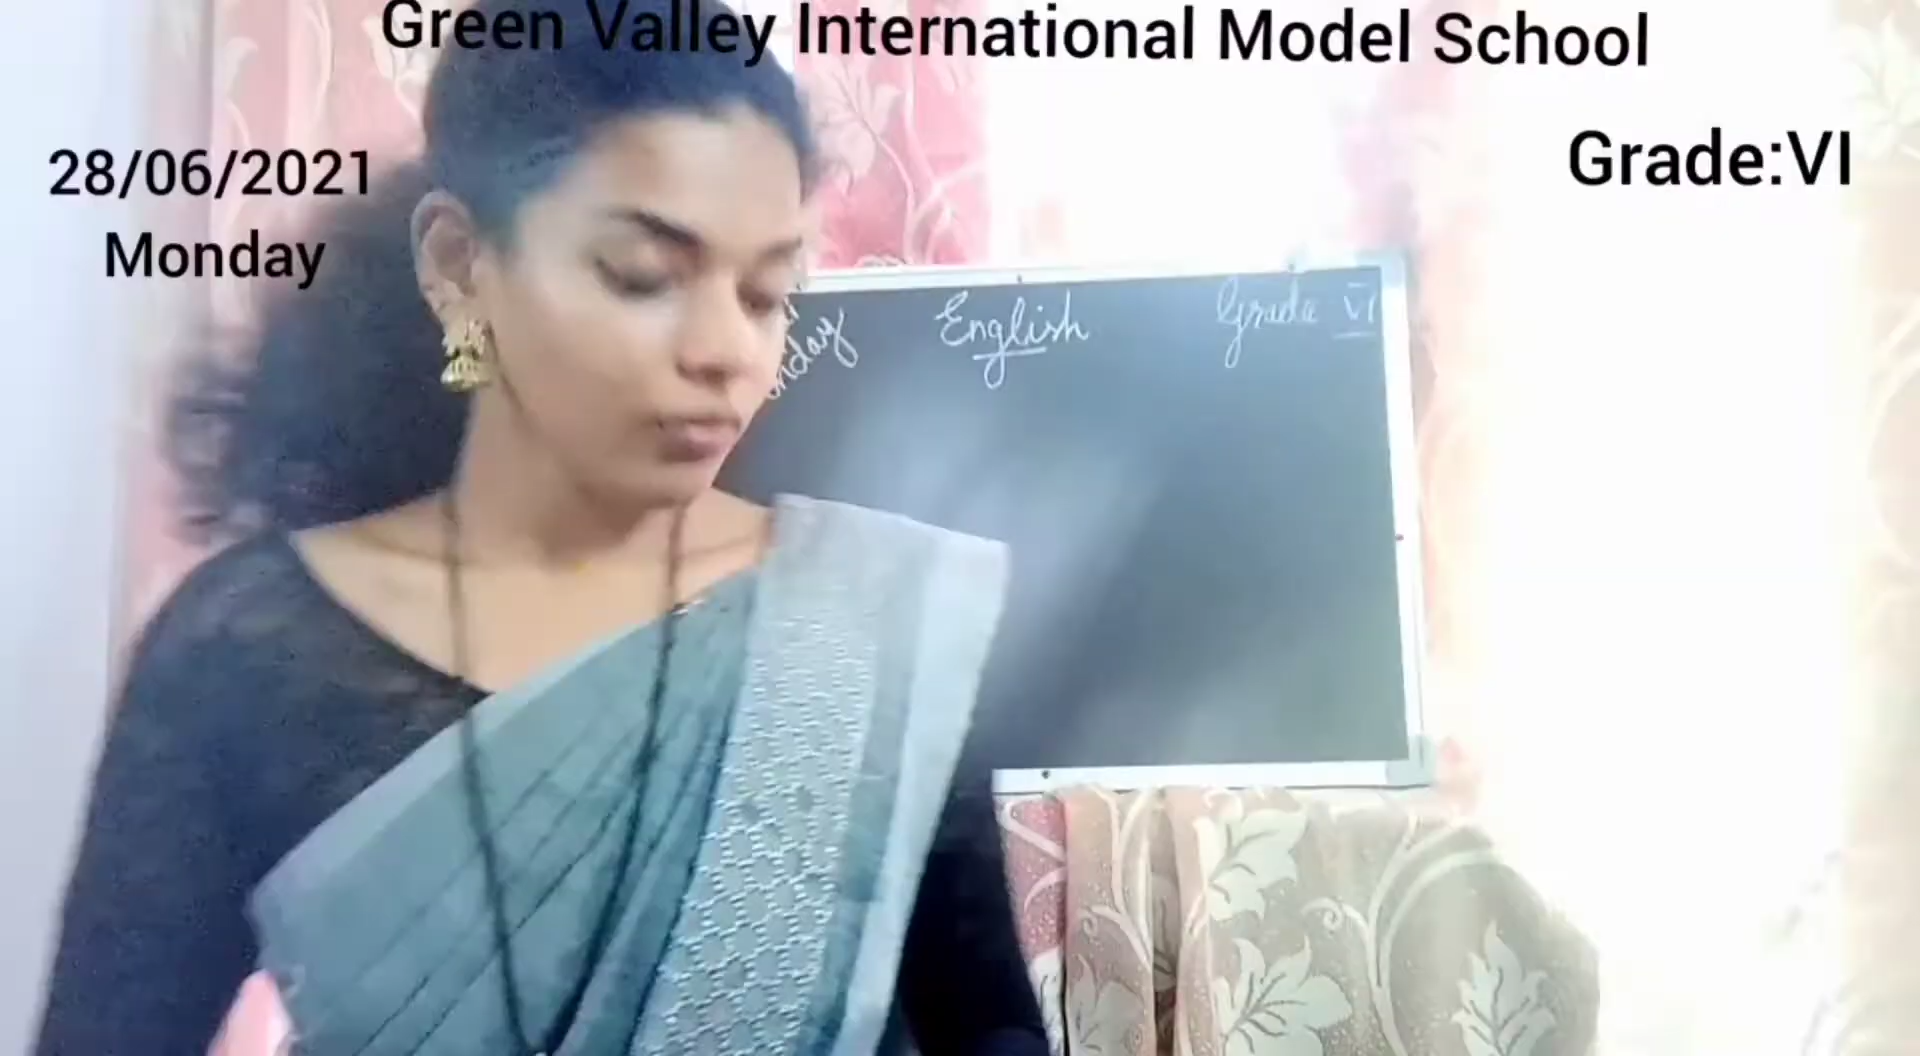 Green Valley International Model School
28/06/2021
Monday
Grade:VI
English
Grade VI